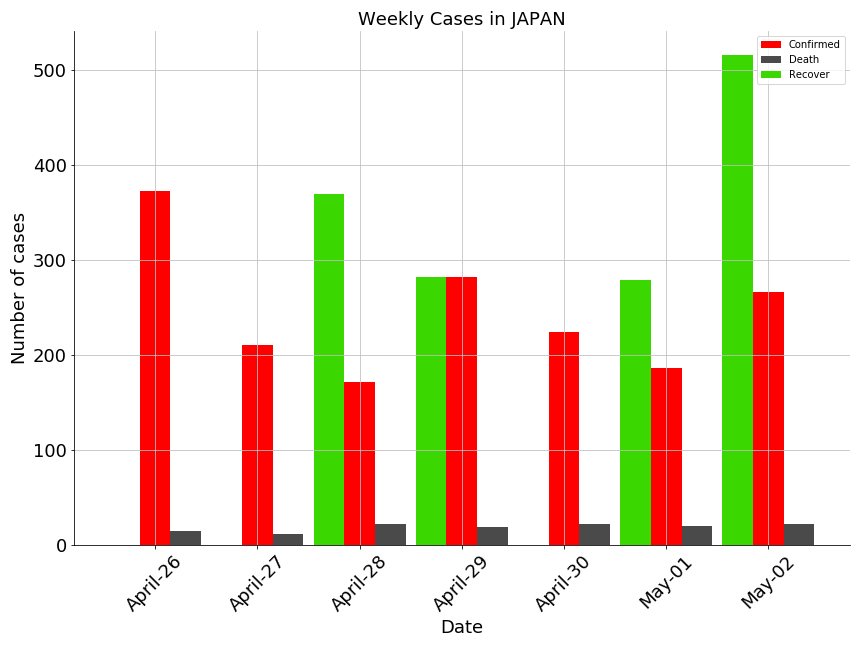 Weekly Cases in JAPAN
Confirmed
Death
Recover
Number of cases
500
400
300
200
100
0
April-26
April-27
April-28
April-29
April-30
May-01
May-02
Date